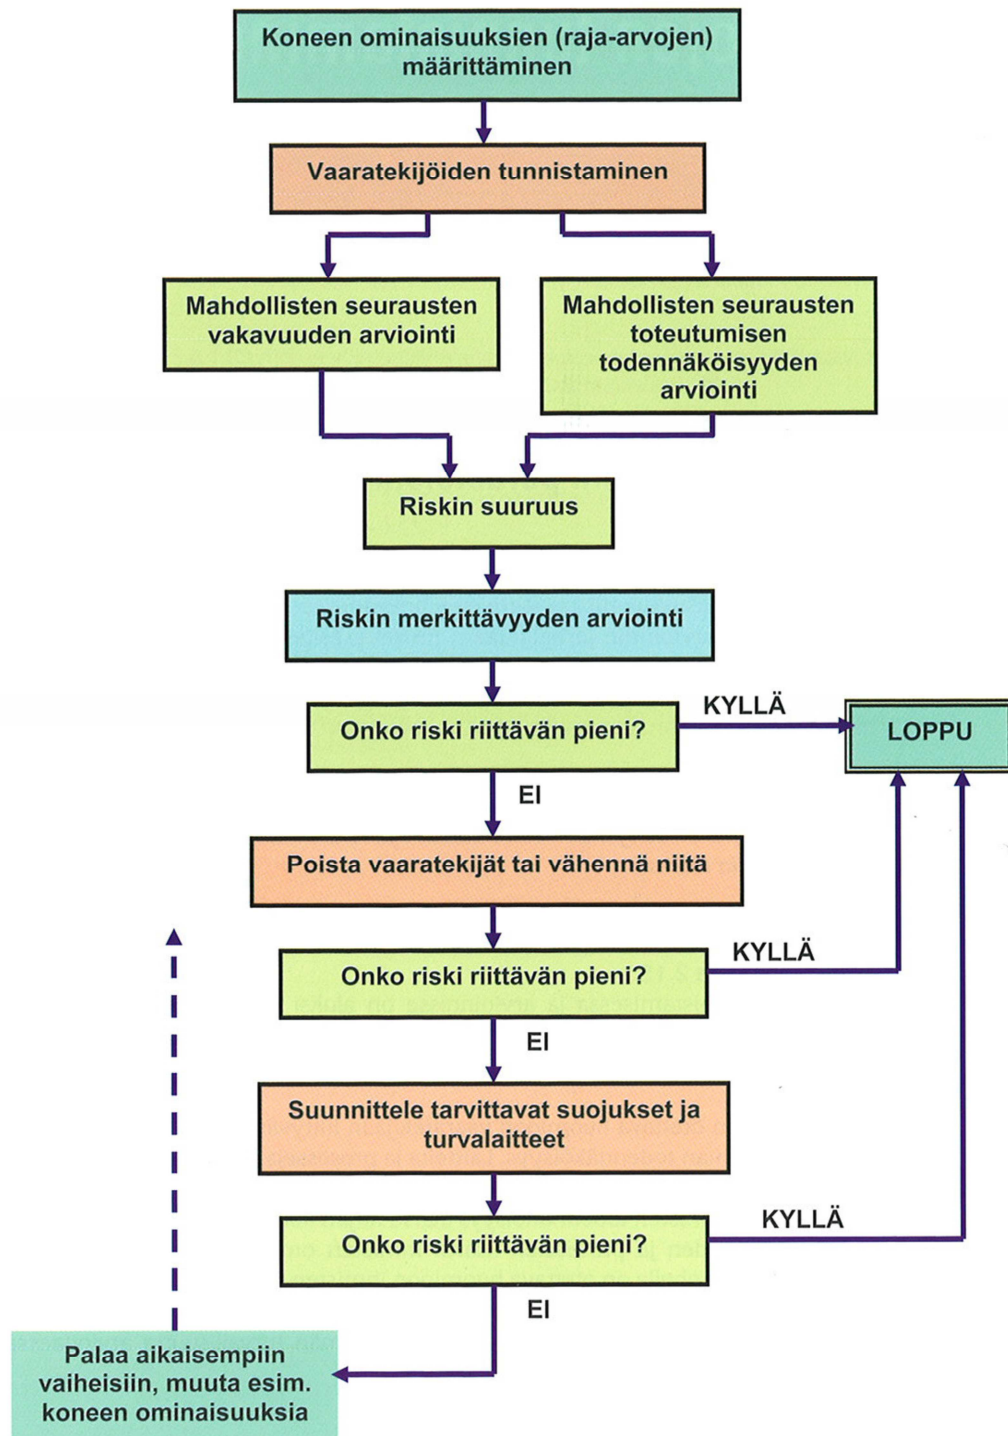 Koneen ominaisuuksien (raja-arvojen)
määrittäminen
Vaaratekijöiden tunnistaminen
Mahdollisten seurausten
vakavuuden arviointi
Mahdollisten seurausten
toteutumisen
todennäköisyyden
arviointi
Riskin suuruus
Riskin merkittävyyden arviointi
Onko riski riittävän pieni?
KYLLÄ
LOPPU
EI
Poista vaaratekijät tai vähennä niitä
Onko riski riittävän pieni?
KYLLÄ
EI
Suunnittele tarvittavat suojukset ja
turvalaitteet
Onko riski riittävän pieni?
KYLLÄ
EI
Palaa aikaisempiin
vaiheisiin, muuta esim.
koneen ominaisuuksia